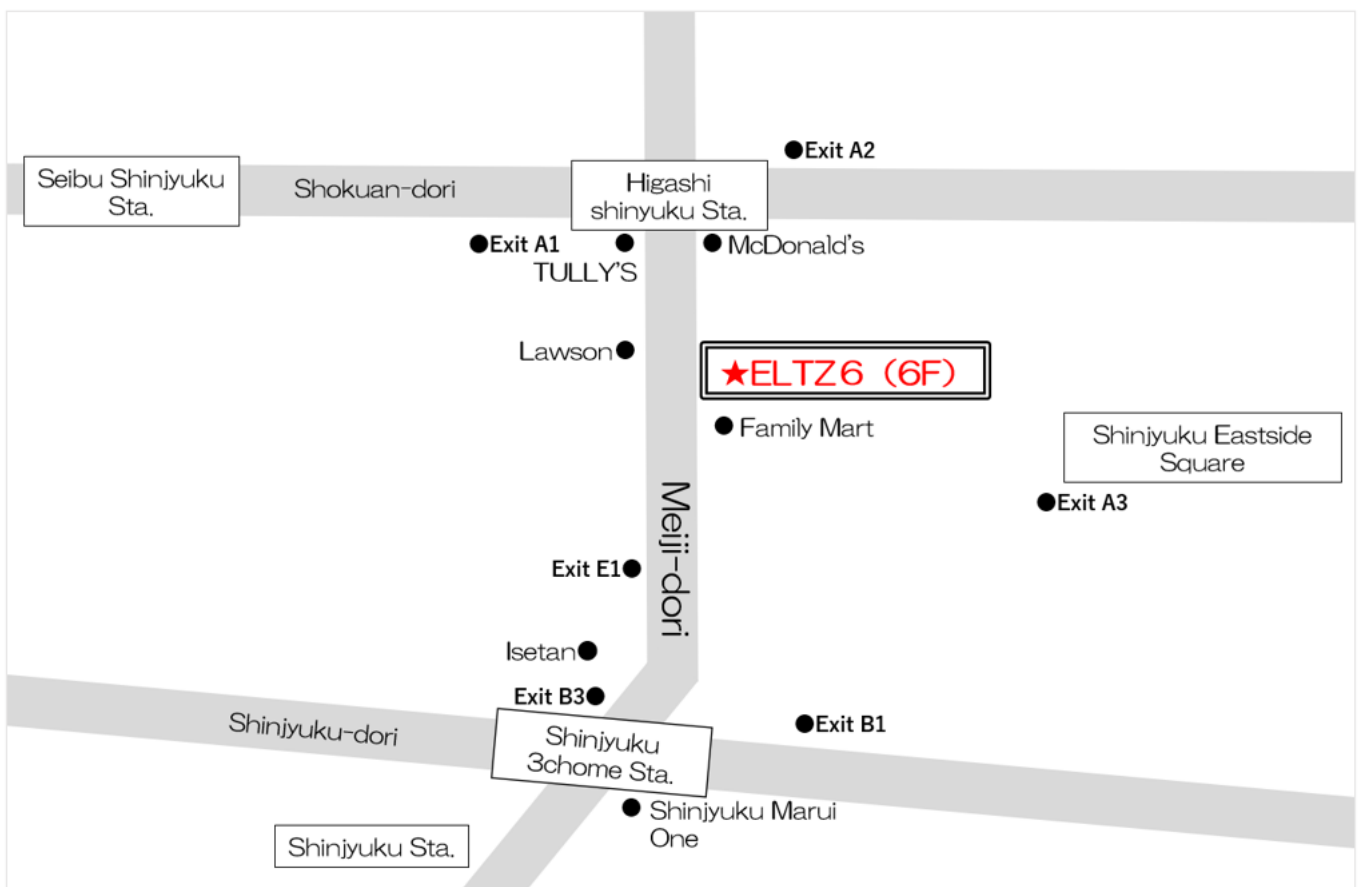 Exit A2
Seibu Shinjyuku
Sta.
Shokuan-dori
Higashi
shinyuku Sta.
Exit A1
TULLY'S
McDonald's
Lawson
★ELTZ6 (6F)
Family Mart
Shinjyuku Eastside
Square
Exit A3
Meiji-dori
Exit E1
Isetan
Exit B3
Shinjyuku-dori
Shinjyuku
3chome Sta.
Exit B1
Shinjyuku Marui
One
Shinjyuku Sta.